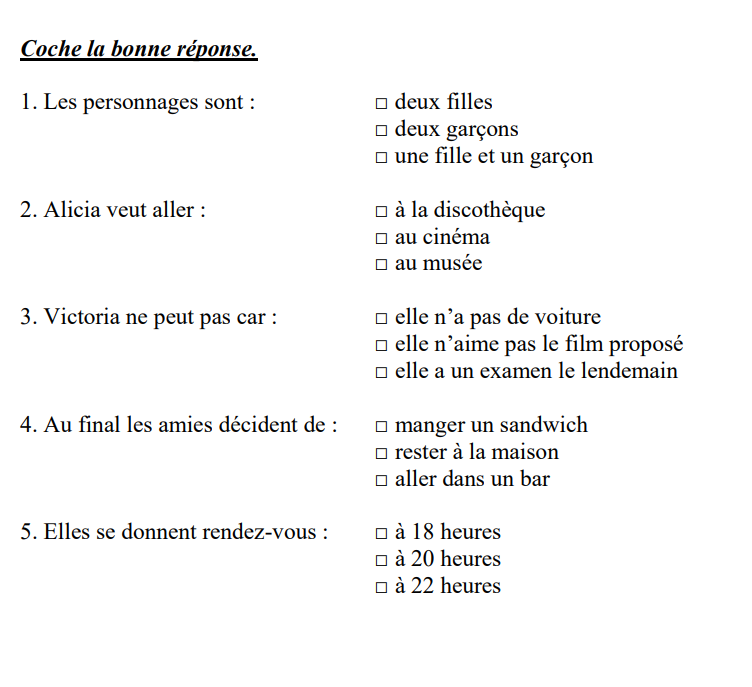 Coche la bonne réponse.
1. Les personnages sont : □ deux filles
□ deux garçons
□ une fille et un garçon
2. Alicia veut aller : □ à la discothèque
□ au cinéma
□ au musée
3. Victoria ne peut pas car : □ elle n’a pas de voiture
□ elle n’aime pas le film proposé
□ elle a un examen le lendemain
4. Au final les amies décident de : □ manger un sandwich
□ rester à la maison
□ aller dans un bar
5. Elles se donnent rendez-vous : □ à 18 heures
□ à 20 heures
□ à 22 heures